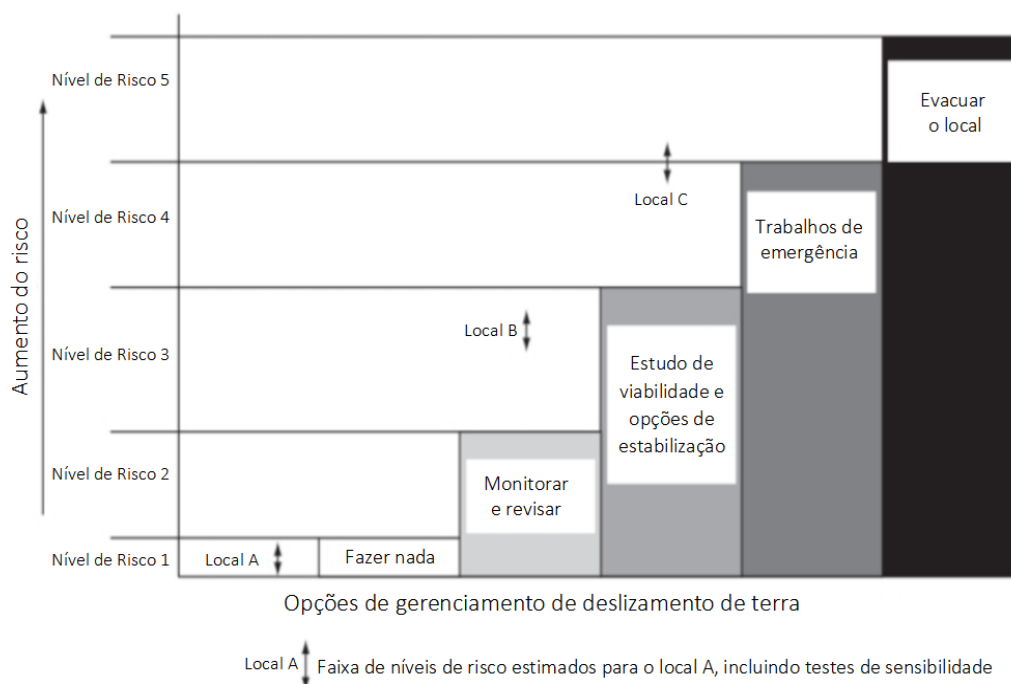 Nível de Risco 5
Evacuar
o local
Local C
Nível de Risco 4
Trabalhos de
emergência
Aumento do risco
Local B
Nível de Risco 3
Estudo de
viabilidade e
opções de
estabilização
Nível de Risco 2
Monitorar
e revisar
Nível de Risco 1
Local A
Fazer nada
Opções de gerenciamento de deslizamento de terra
Local A Faixa de níveis de risco estimados para o local A, incluindo testes de sensibilidade